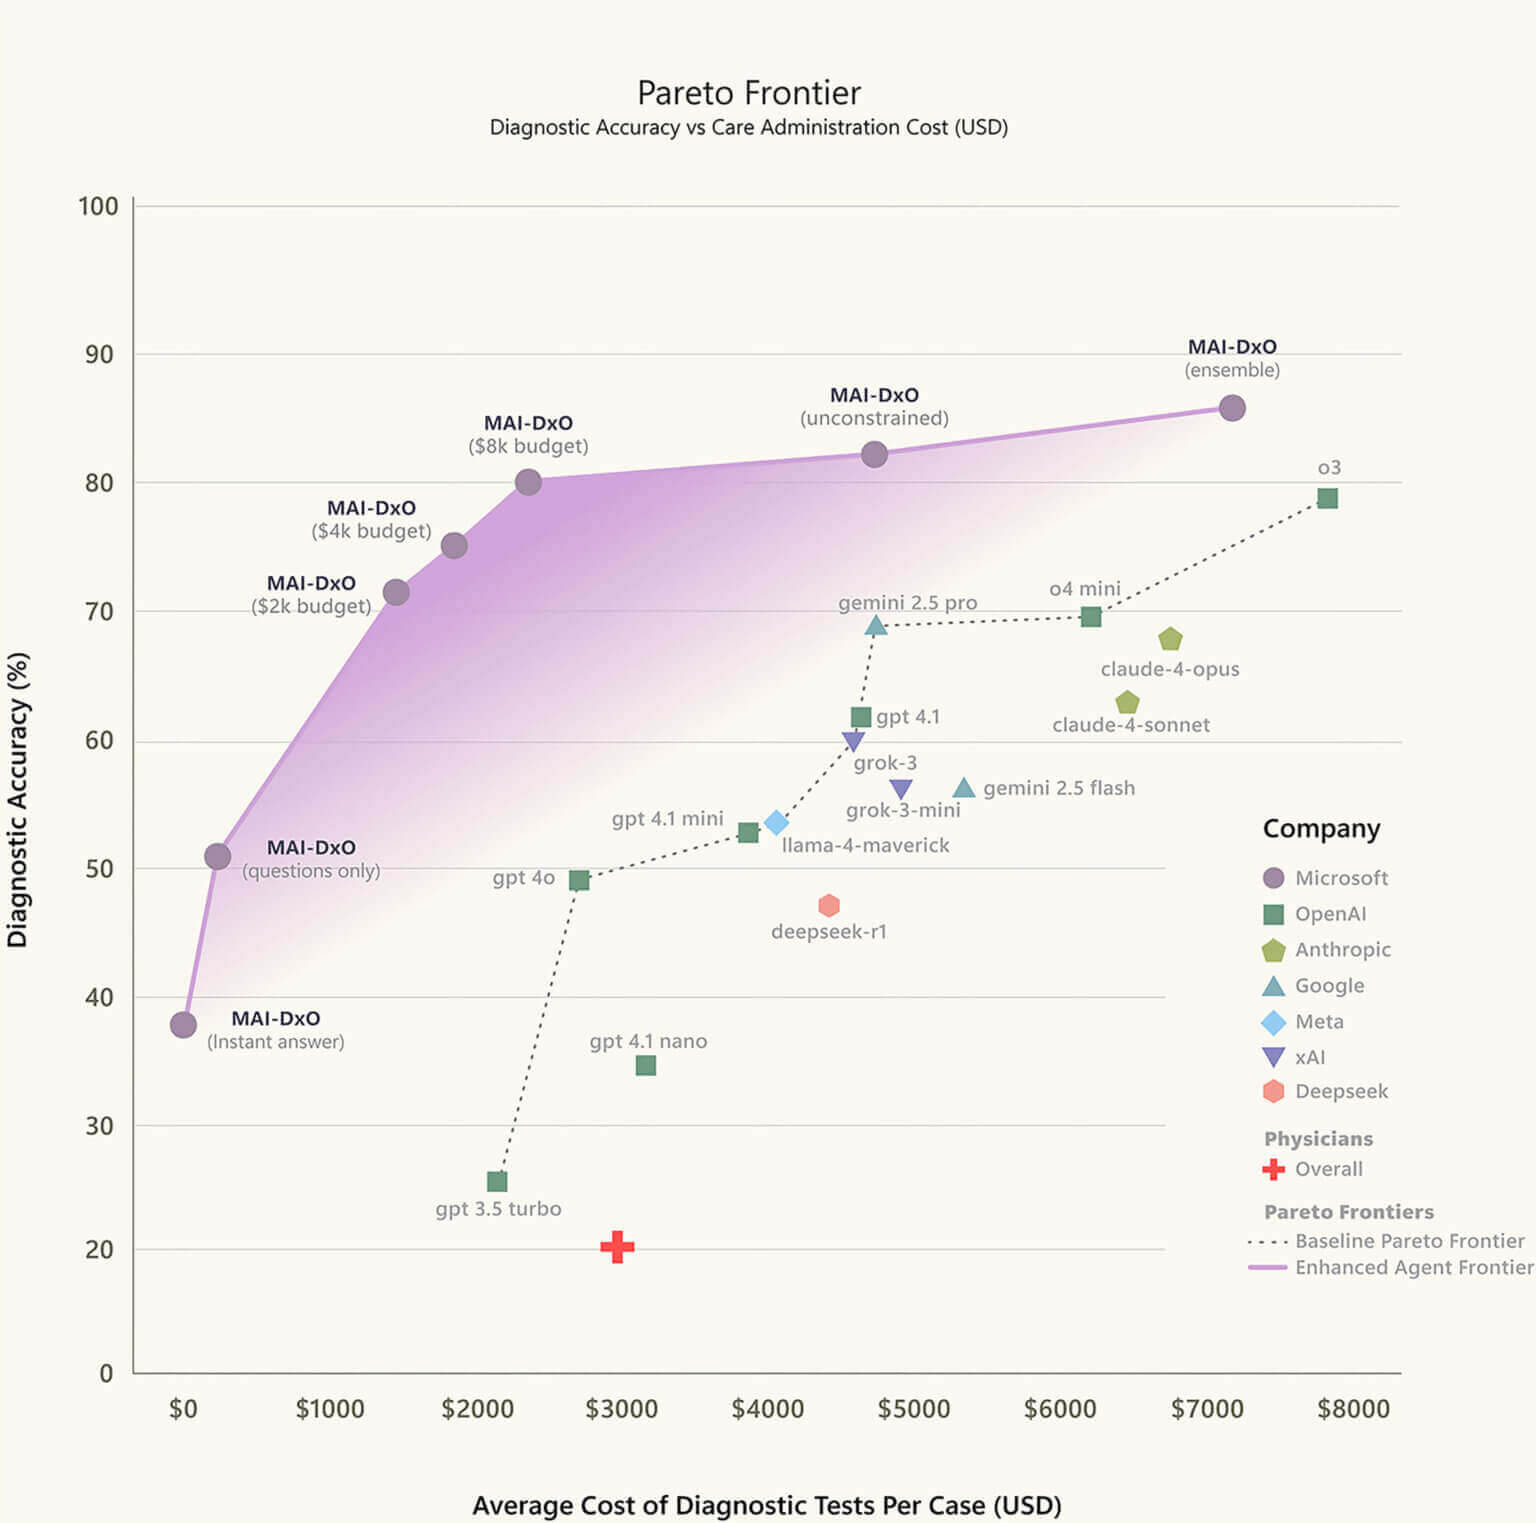 Pareto Frontier
Diagnostic Accuracy vs Care Administration Cost (USD)
Diagnostic Accuracy (%)
100
90
80
70
60
50
40
30
20
0
MAI-DxO
(ensemble)
MAI-DxO
(unconstrained)
MAI-DxO
($8k budget)
o3
MAI-DxO
($4k budget)
MAI-DxO
($2k budget)
o4 mini
gemini 2.5 pro
claude-4-opus
gpt 4.1
claude-4-sonnet
grok-3
gemini 2.5 flash
grok-3-mini
gpt 4.1 mini
llama-4-maverick
MAI-DxO
(questions only)
gpt 4o
deepseek-r1
MAI-DxO
(Instant answer)
gpt 4.1 nano
gpt 3.5 turbo
Company
Microsoft
OpenAI
Anthropic
Google
Meta
xAI
Deepseek
Physicians
Overall
Pareto Frontiers
Baseline Pareto Frontier
Enhanced Agent Frontier
$0 $1000 $2000 $3000 $4000 $5000 $6000 $7000 $8000
Average Cost of Diagnostic Tests Per Case (USD)